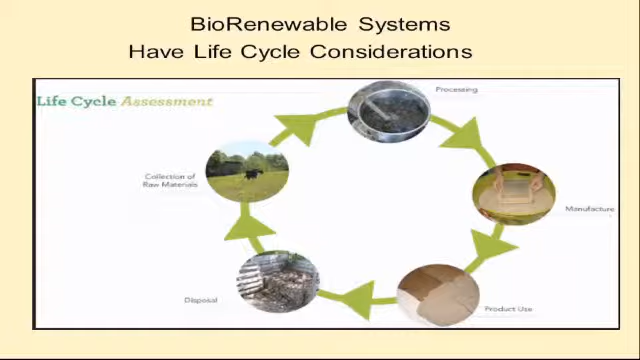 BioRenewable Systems
Have Life Cycle Considerations
Life Cycle Assessment
Processing
Collection of
Raw Materials
Manufacture
Disposal
Product Use